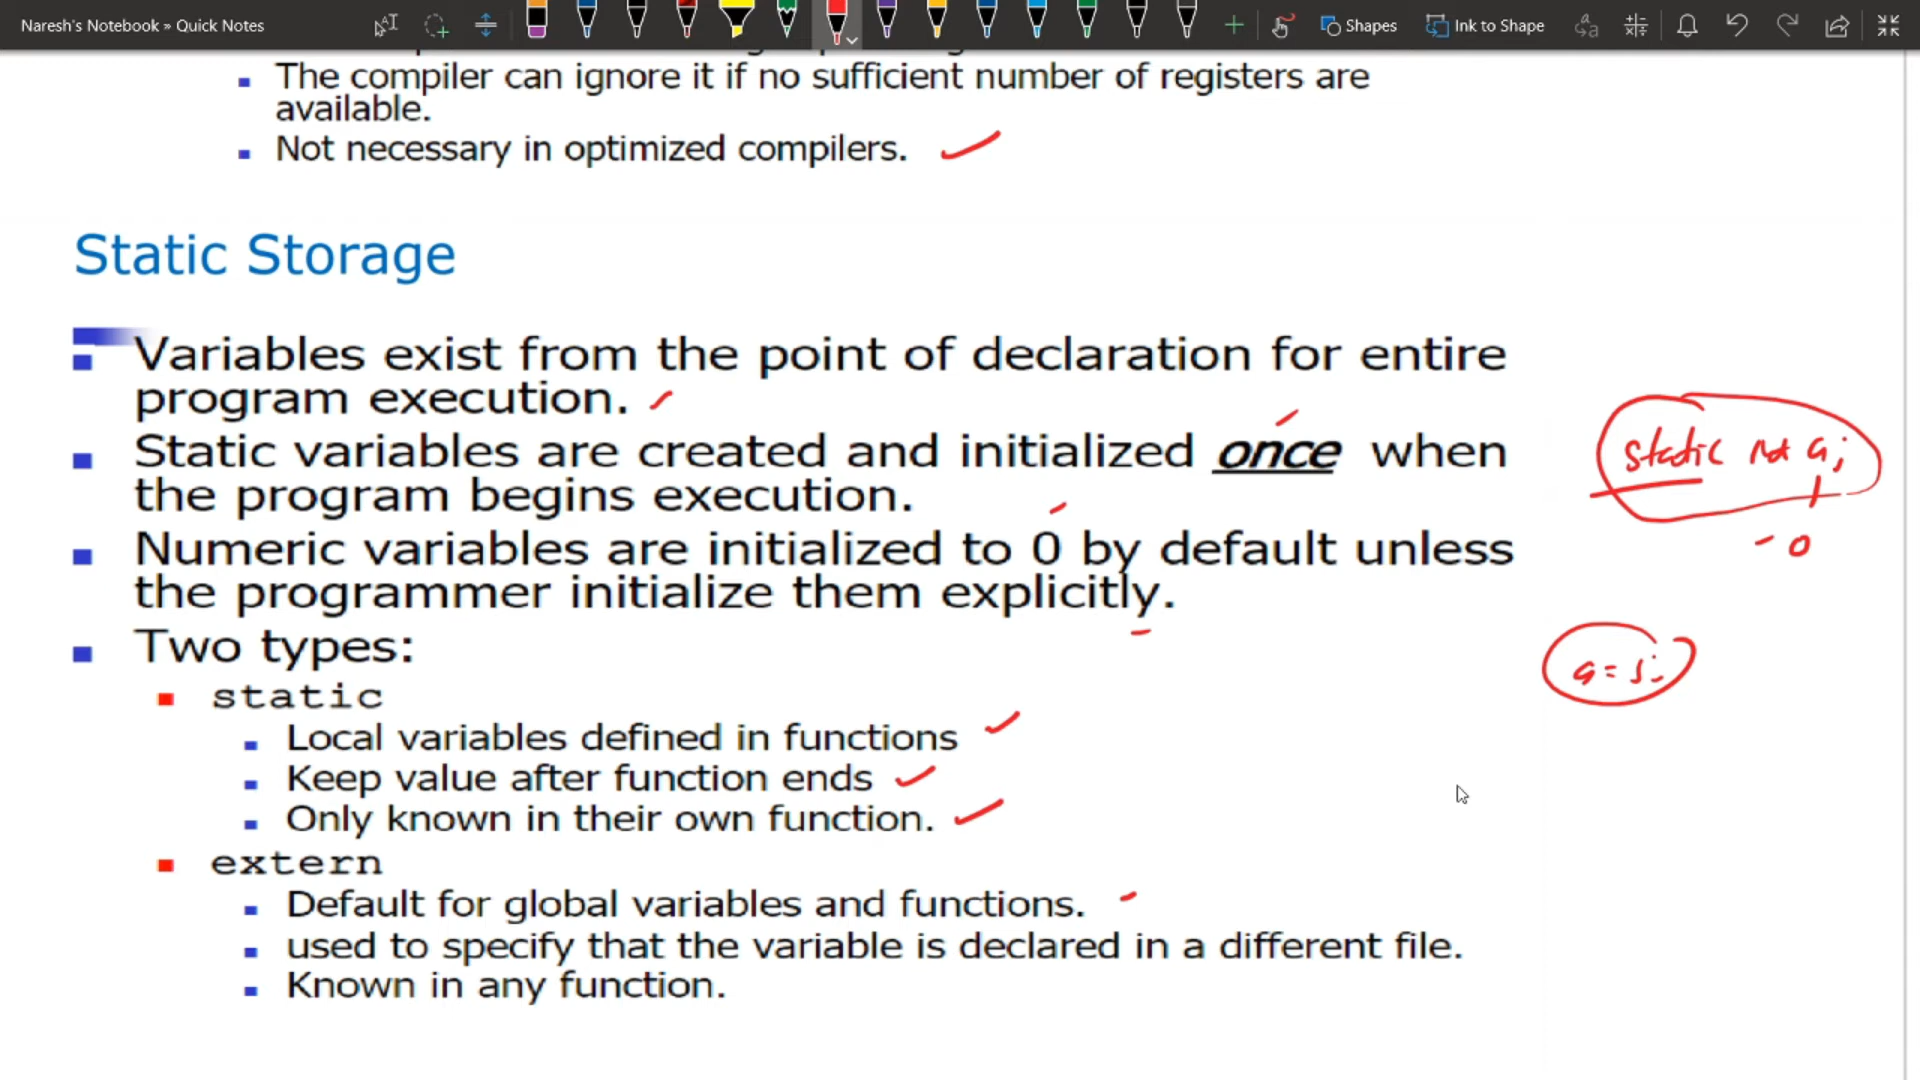 Naresh's Notebook » Quick Notes
Shapes
Ink to Shape
The compiler can ignore it if no sufficient number of registers are
available.
Not necessary in optimized compilers.
Static Storage
Variables exist from the point of declaration for entire
program execution.
Static variables are created and initialized once when
the program begins execution.
static int a;
Numeric variables are initialized to 0 by default unless
the programmer initialize them explicitly.
- 0
Two types:
a = 5;
static
Local variables defined in functions
Keep value after function ends
Only known in their own function.
extern
Default for global variables and functions.
used to specify that the variable is declared in a different file.
Known in any function.